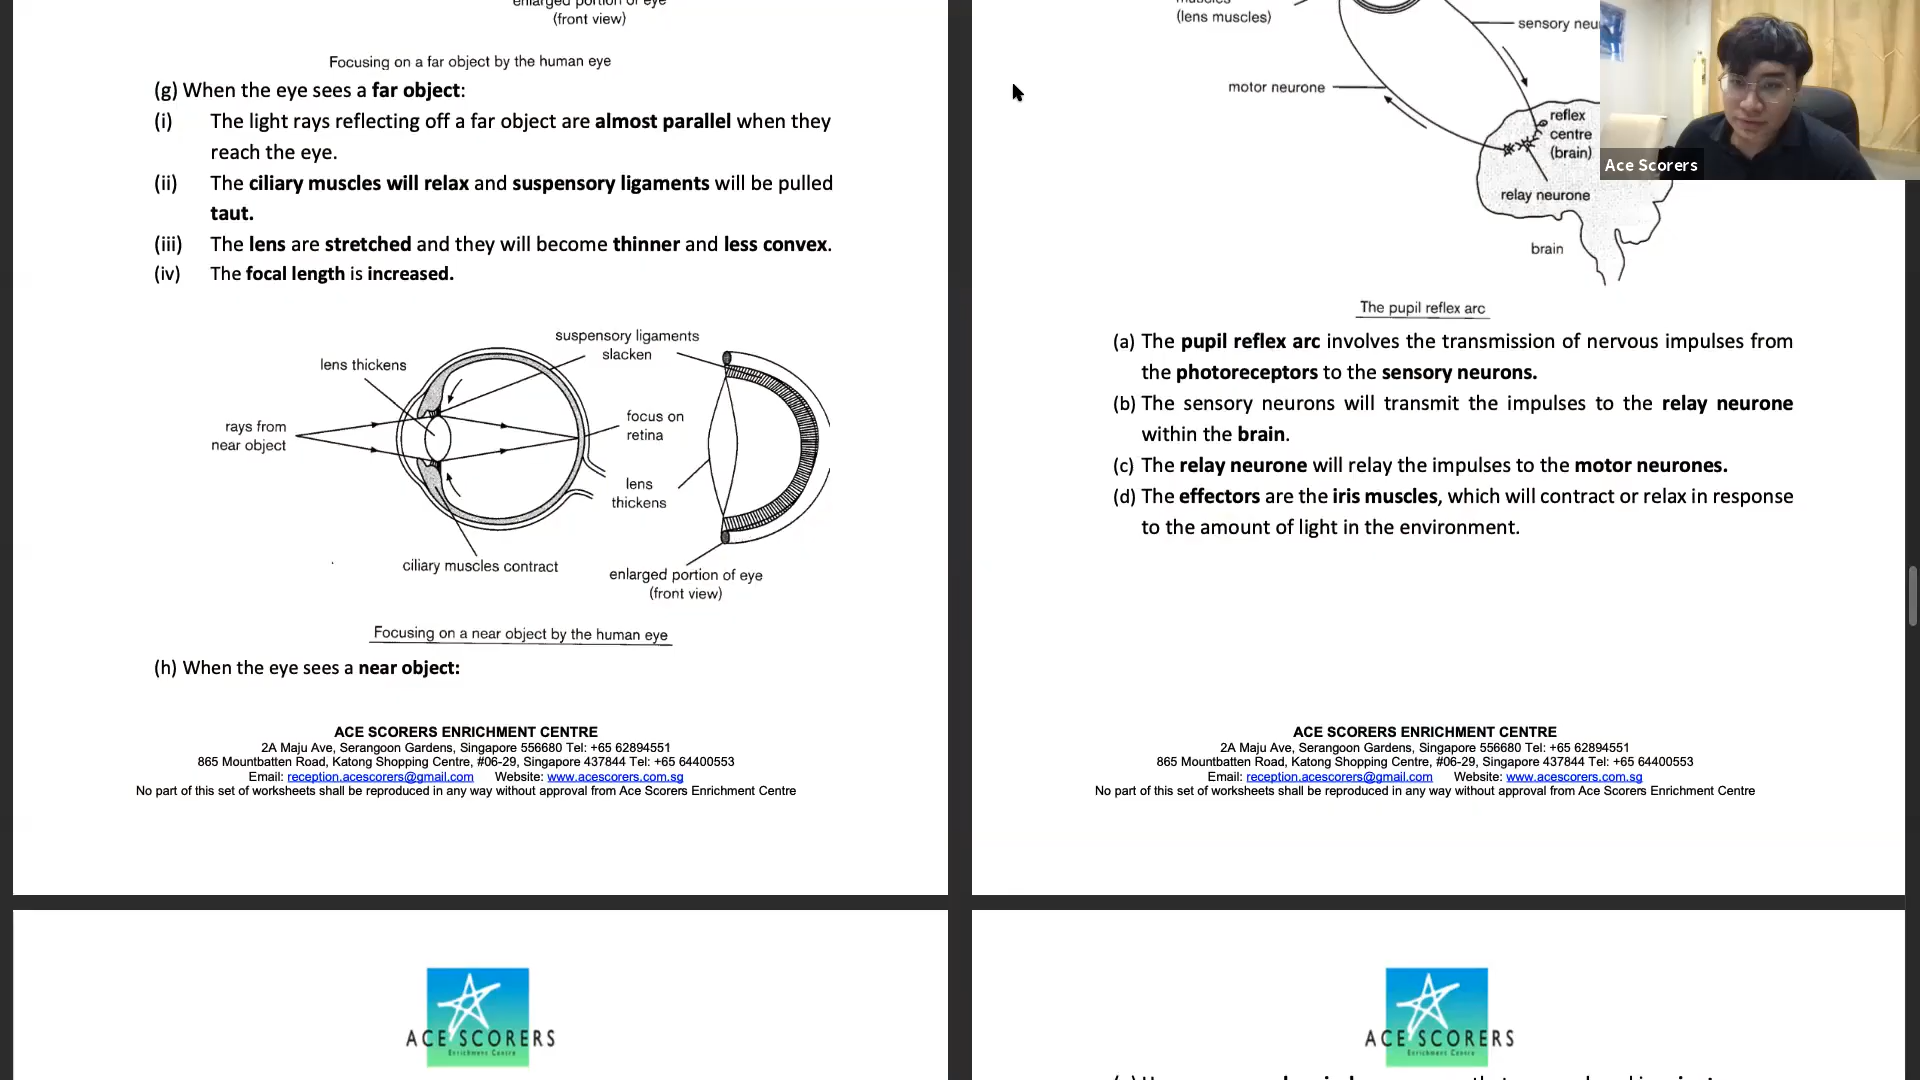 enlarged portion of eye
(front view)
Focusing on a far object by the human eye
(g) When the eye sees a far object:
(i) The light rays reflecting off a far object are almost parallel when they
reach the eye.
(ii) The ciliary muscles will relax and suspensory ligaments will be pulled
taut.
(iii) The lens are stretched and they will become thinner and less convex.
(iv) The focal length is increased.
suspensory ligaments
slacken
lens thickens
rays from
near object
focus on
retina
lens
thickens
ciliary muscles contract
enlarged portion of eye
(front view)
Focusing on a near object by the human eye
(h) When the eye sees a near object:
ACE SCORERS ENRICHMENT CENTRE
2A Maju Ave, Serangoon Gardens, Singapore 556680 Tel: +65 62894551
865 Mountbatten Road, Katong Shopping Centre, #06-29, Singapore 437844 Tel: +65 64400553
Email: reception.acescorers@gmail.com Website: www.acescorers.com.sg
No part of this set of worksheets shall be reproduced in any way without approval from Ace Scorers Enrichment Centre
ACE SCORERS
Enrichment Centre
muscles
(lens muscles)
sensory neu
motor neurone
reflex
centre
(brain)
relay neurone
brain
Ace Scorers
The pupil reflex arc
(a) The pupil reflex arc involves the transmission of nervous impulses from
the photoreceptors to the sensory neurons.
(b) The sensory neurons will transmit the impulses to the relay neurone
within the brain.
(c) The relay neurone will relay the impulses to the motor neurones.
(d) The effectors are the iris muscles, which will contract or relax in response
to the amount of light in the environment.
ACE SCORERS ENRICHMENT CENTRE
2A Maju Ave, Serangoon Gardens, Singapore 556680 Tel: +65 62894551
865 Mountbatten Road, Katong Shopping Centre, #06-29, Singapore 437844 Tel: +65 64400553
Email: reception.acescorers@gmail.com Website: www.acescorers.com.sg
No part of this set of worksheets shall be reproduced in any way without approval from Ace Scorers Enrichment Centre
ACE SCORERS
Enrichment Centre